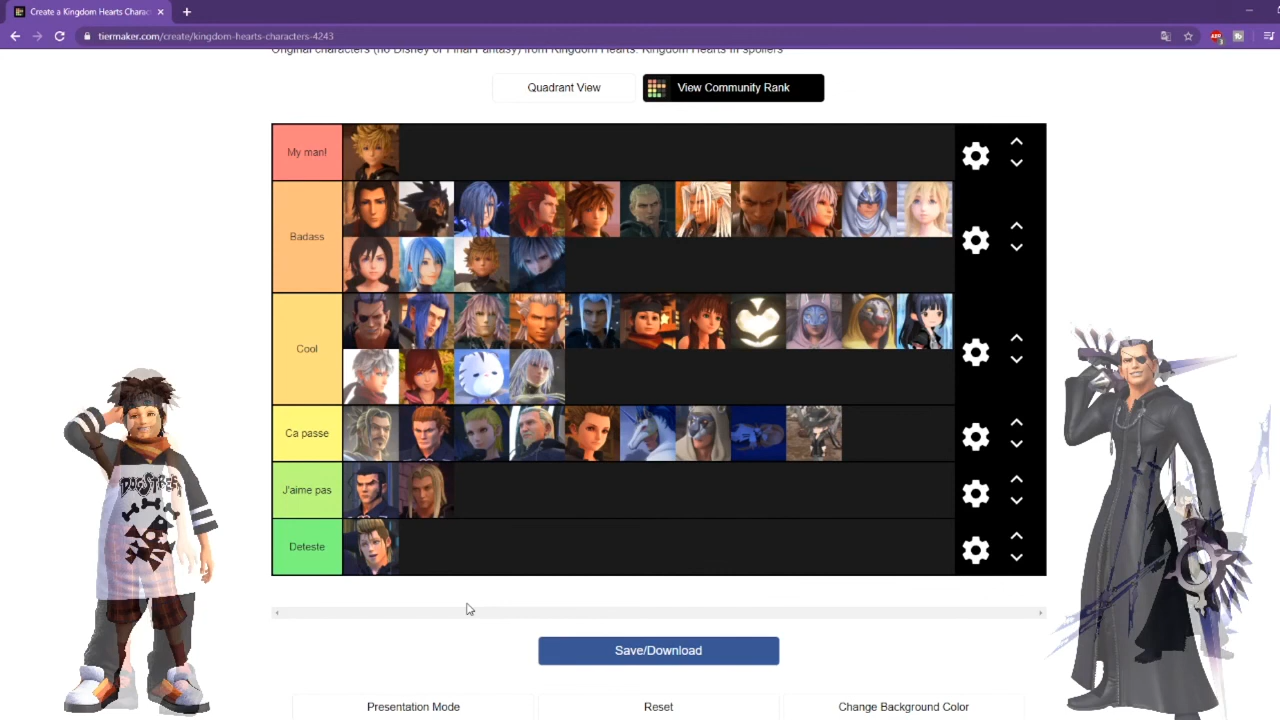 Create a Kingdom Hearts Charac
tiermaker.com/create/kingdom-hearts-characters-4243
Original characters (no Disney or Final Fantasy) from Kingdom Hearts. Kingdom Hearts III spoilers
Quadrant View
View Community Rank
My man!
Badass
Cool
Ca passe
J'aime pas
Deteste
DOGSTREET
Save/Download
Presentation Mode
Reset
Change Background Color